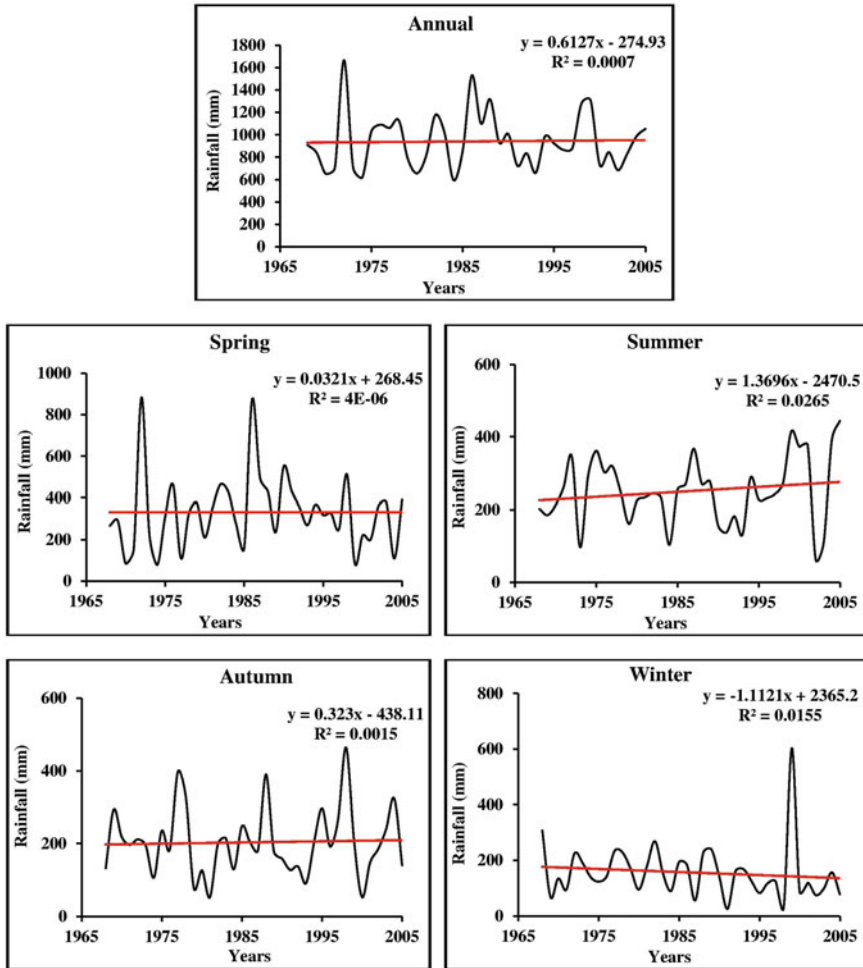 Annual
y = 0.6127x - 274.93
R² = 0.0007
Rainfall (mm)
1800
1600
1400
1200
1000
800
600
400
200
0
1965 1975 1985 1995 2005
Years
Spring
y = 0.0321x + 268.45
R² = 4E-06
Rainfall (mm)
1000
800
600
400
200
0
1965 1975 1985 1995 2005
Years
Summer
y = 1.3696x - 2470.5
R² = 0.0265
Rainfall (mm)
600
400
200
0
1965 1975 1985 1995 2005
Years
Autumn
y = 0.323x - 438.11
R² = 0.0015
Rainfall (mm)
600
400
200
0
1965 1975 1985 1995 2005
Years
Winter
y = -1.1121x + 2365.2
R² = 0.0155
Rainfall (mm)
800
600
400
200
0
1965 1975 1985 1995 2005
Years